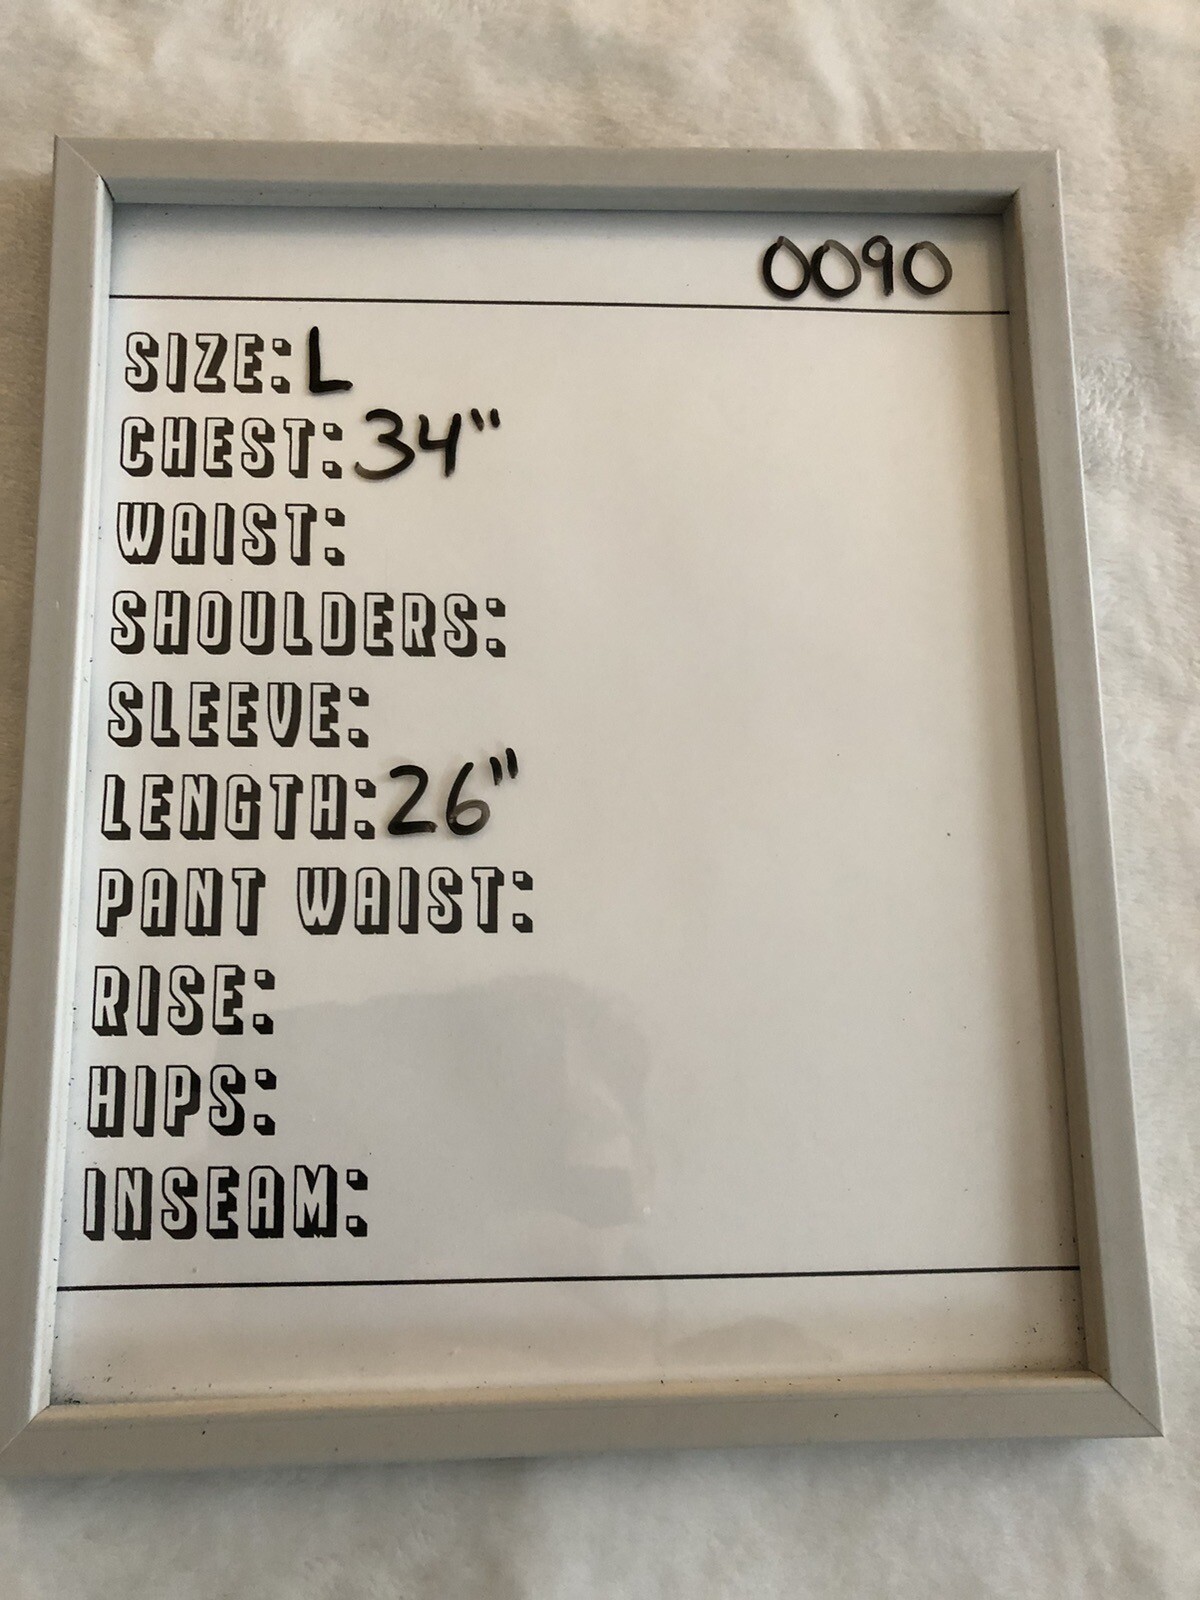 0090
SIZE: L
CHEST: 34"
WAIST:
SHOULDERS:
SLEEVE:
LENGTH: 26"
PANT WAIST:
RISE:
HIPS:
INSEAM: